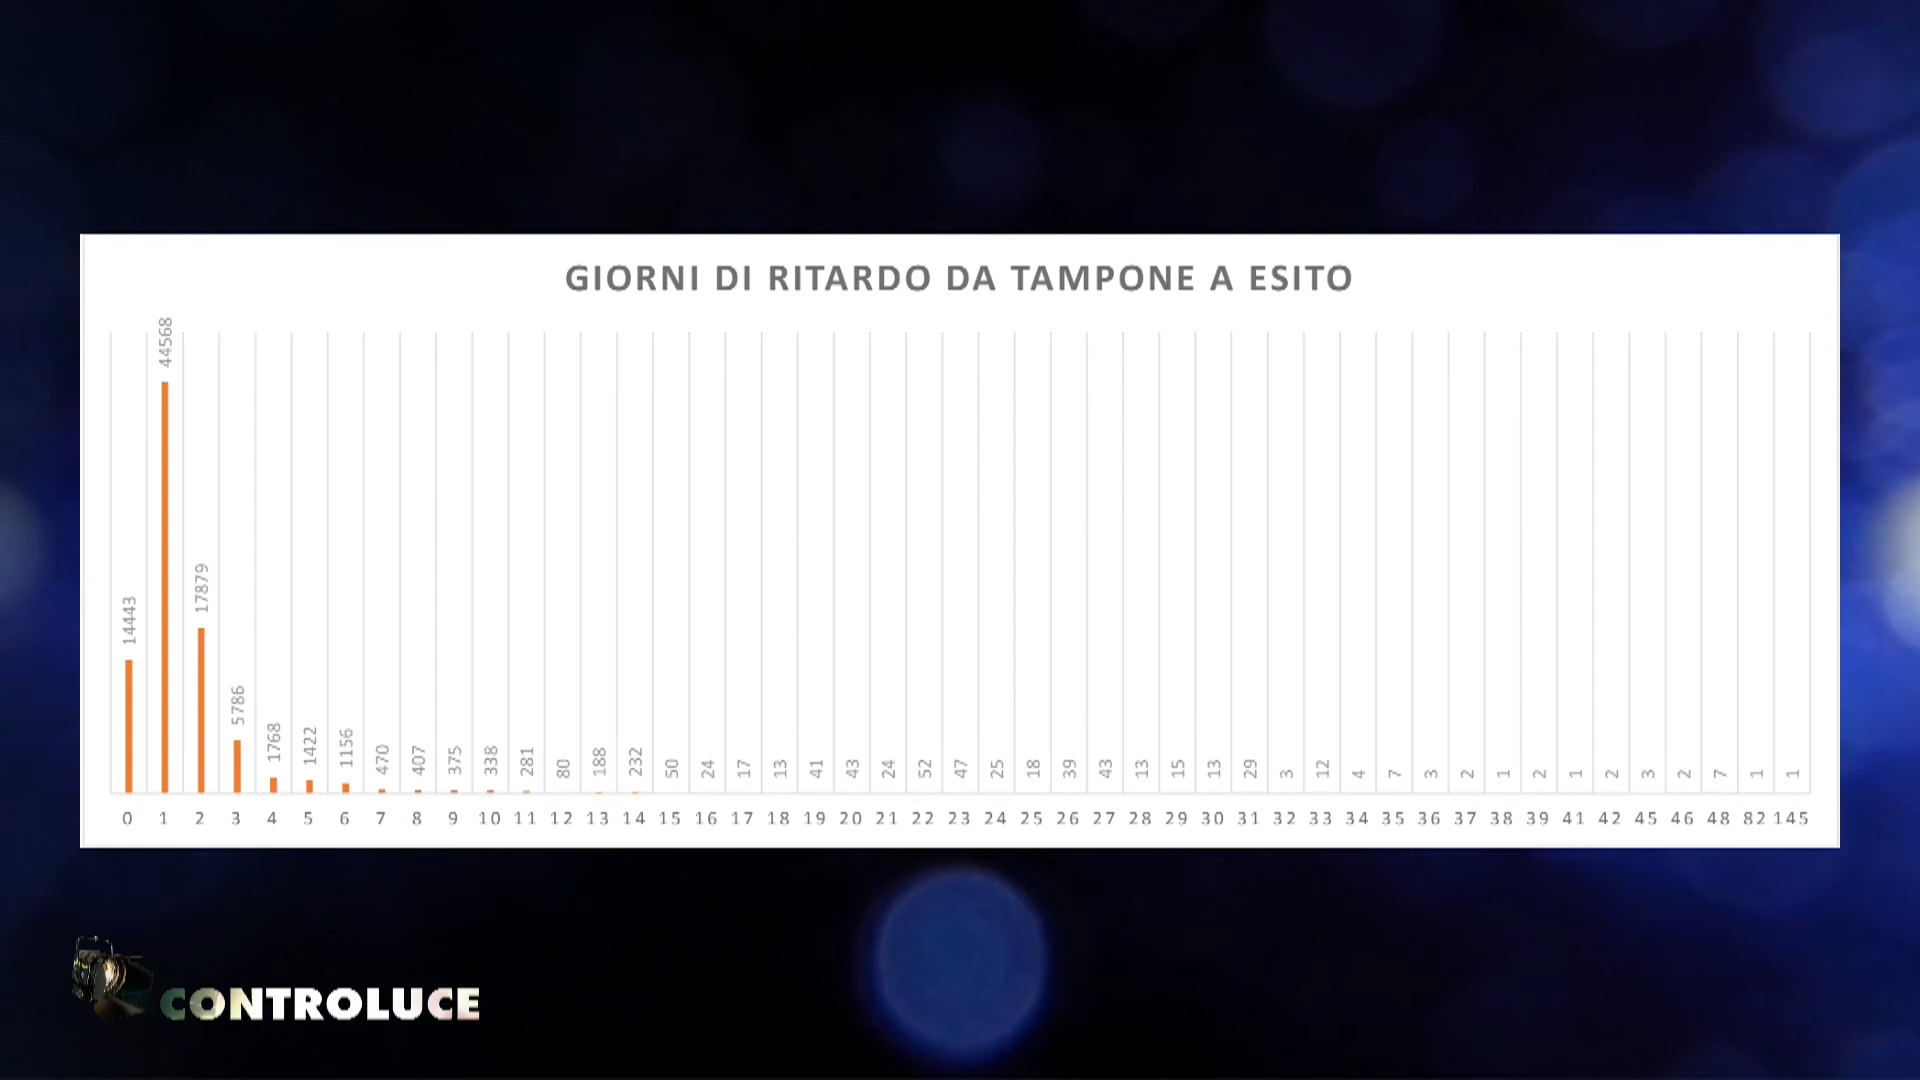 GIORNI DI RITARDO DA TAMPONE A ESITO
14443 44568 17879 5786 1768 1422 1156 470 407 375 338 281 80 188 232 50 24 17 13 41 43 24 52 47 25 18 39 43 13 15 13 29 3 12 4 7 3 2 1 2 1 2 3 2 7 1 1
0 1 2 3 4 5 6 7 8 9 10 11 12 13 14 15 16 17 18 19 20 21 22 23 24 25 26 27 28 29 30 31 32 33 34 35 36 37 38 39 41 42 45 46 48 82 145
CONTROLUCE